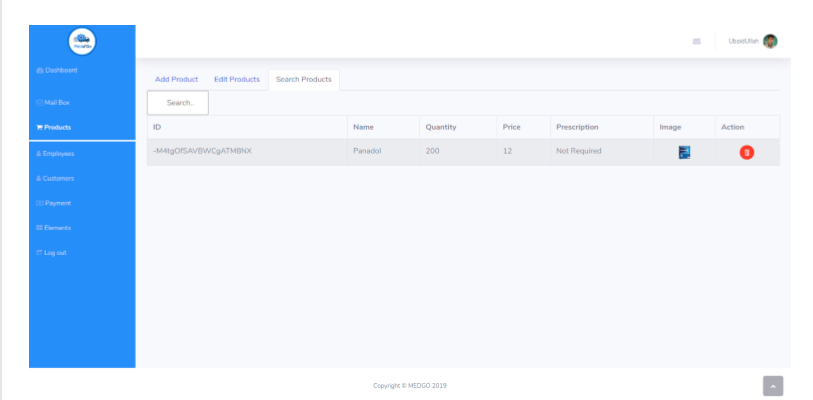 MedGo
UbaidUllah
Dashboard
Mail Box
Products
Employees
Customers
Payment
Elements
Log out
Add Product Edit Products Search Products
Search..
ID Name Quantity Price Prescription Image Action
-M4tgOfSAVBWCgATMBNX Panadol 200 12 Not Required
Copyright © MEDGO 2019